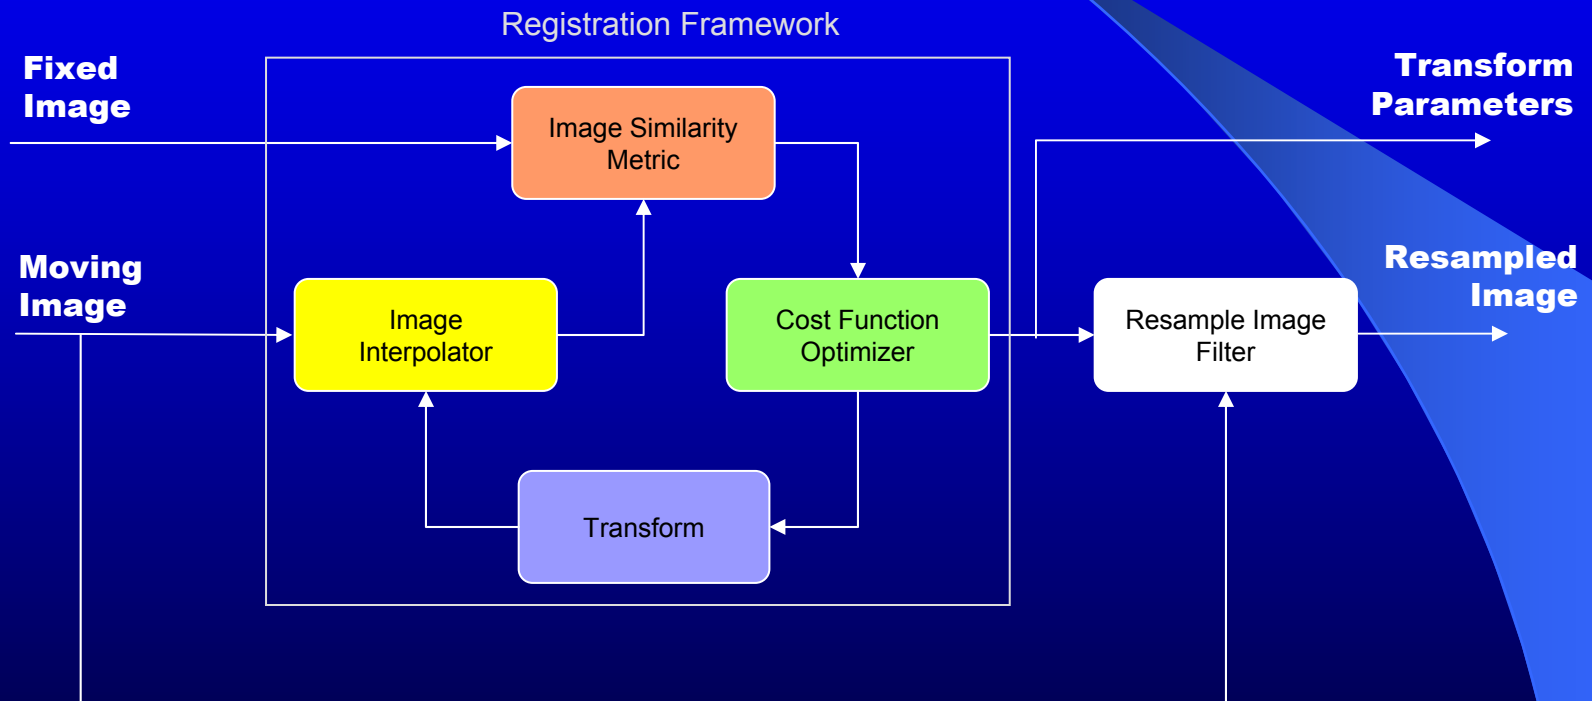 Registration Framework
Fixed
Image
Transform
Parameters
Image Similarity
Metric
Moving
Image
Resampled
Image
Image
Interpolator
Cost Function
Optimizer
Resample Image
Filter
Transform